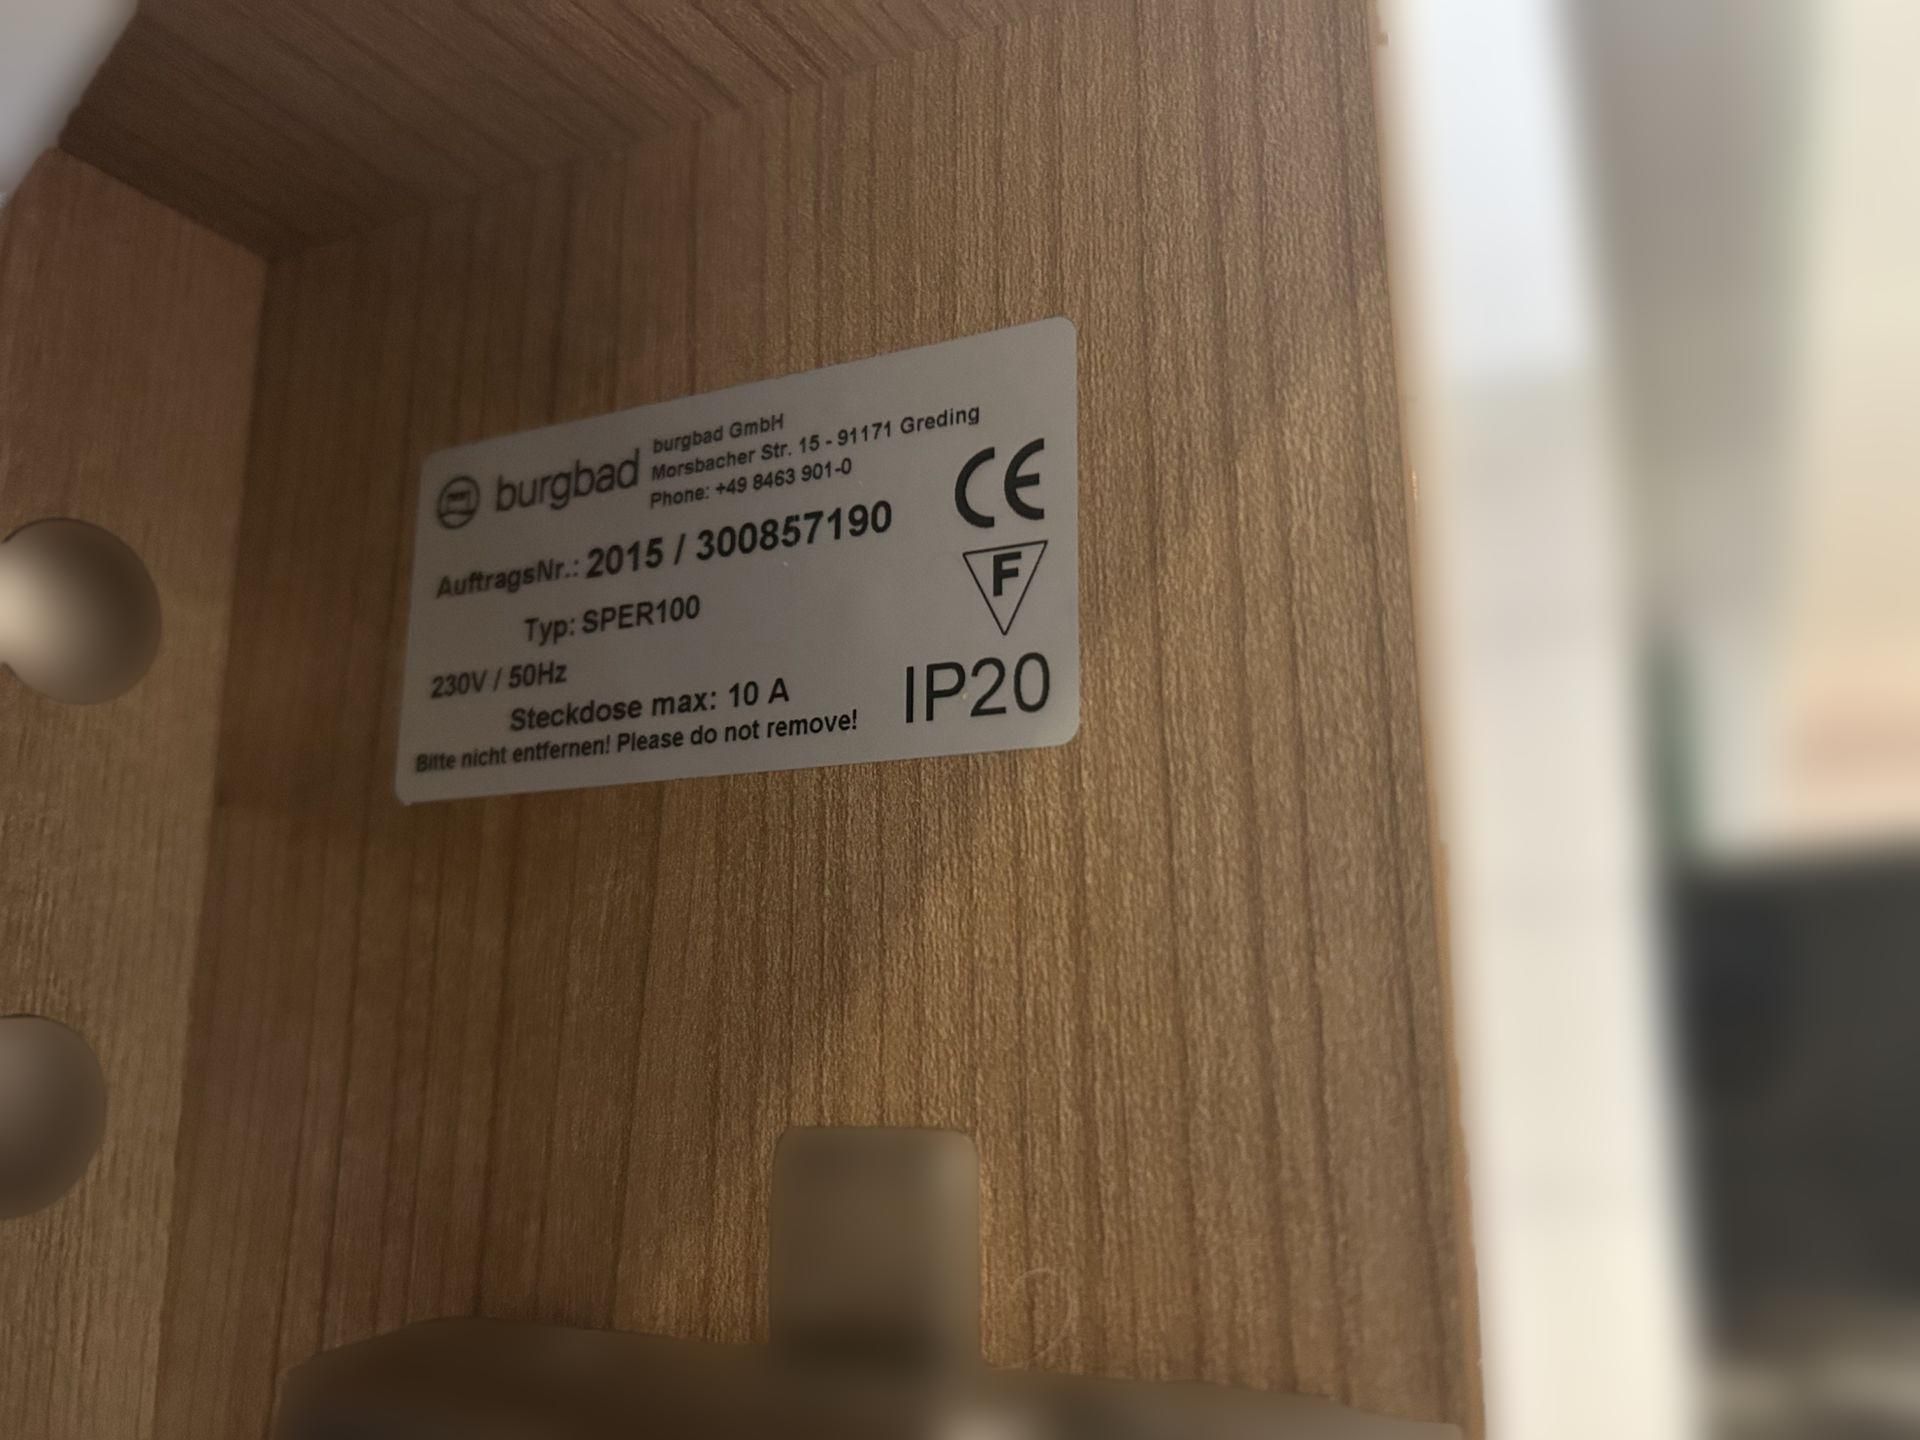 burgbad
burgbad GmbH
Morsbacher Str. 15 - 91171 Greding
Phone: +49 8463 901-0
AuftragsNr.: 2015 / 300857190
CE
F
Typ: SPER100
230V / 50Hz
Steckdose max: 10 A
IP20
Bitte nicht entfernen! Please do not remove!